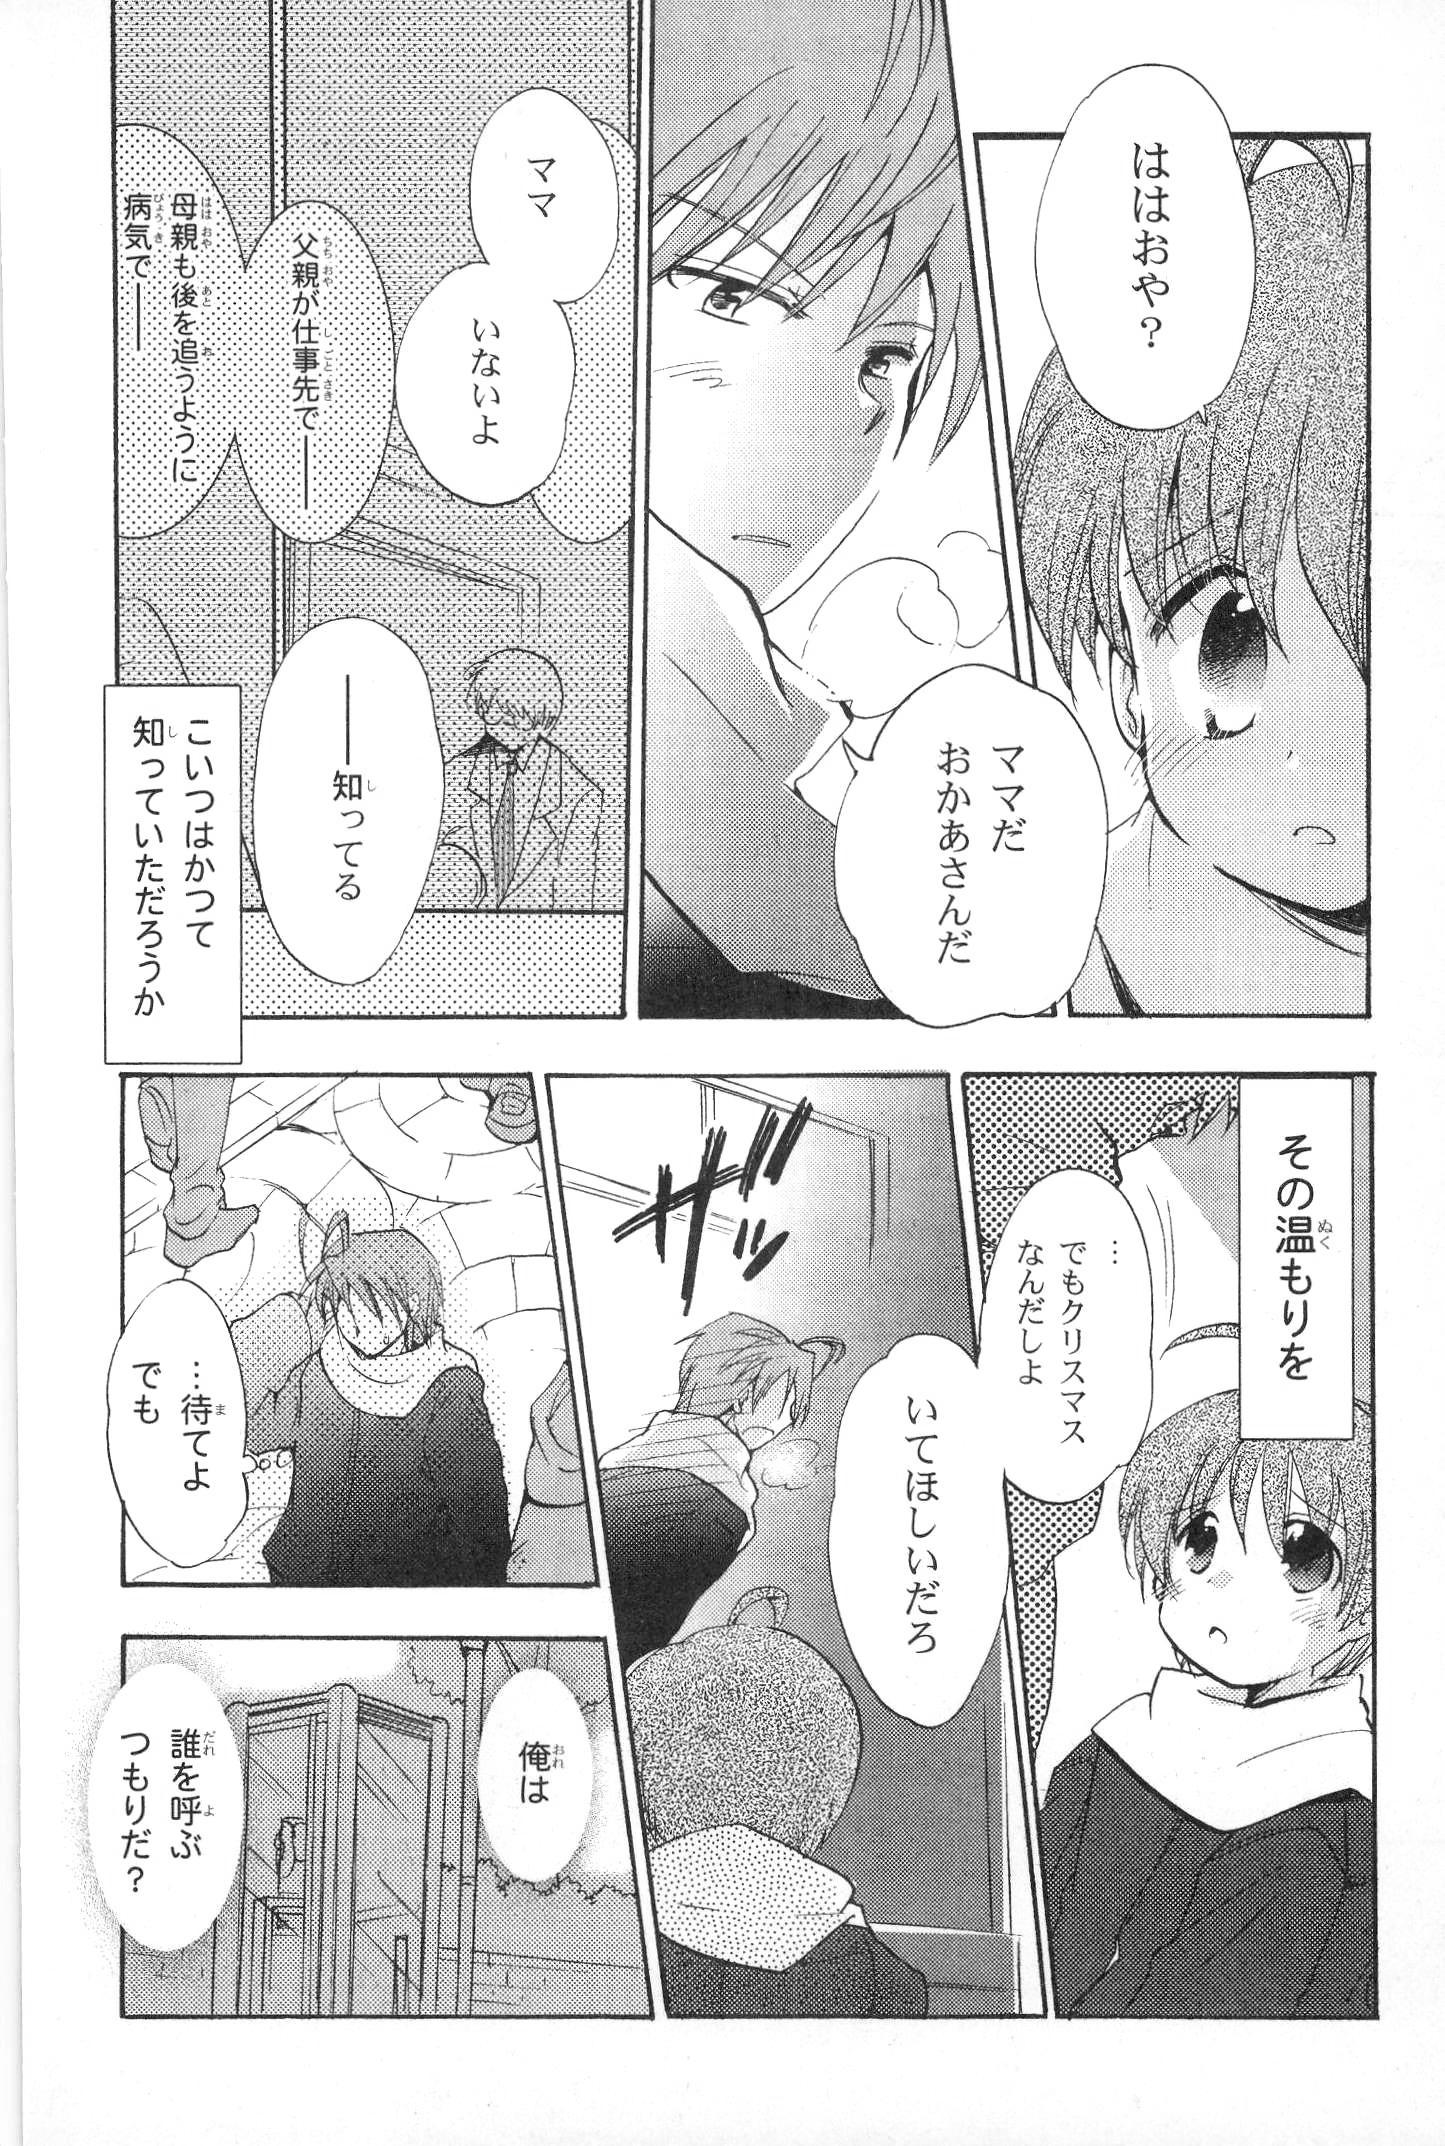 ははおや？
ママだ
おかあさんだ
ママ
いないよ
父親が仕事先で――
母親も後を追うように
病気で――
――知ってる
こいつはかつて
知っていただろうか
その温もりを
…
でもクリスマス
なんだしよ
いてほしいだろ
…待てよ
でも
俺は
誰を呼ぶ
つもりだ？